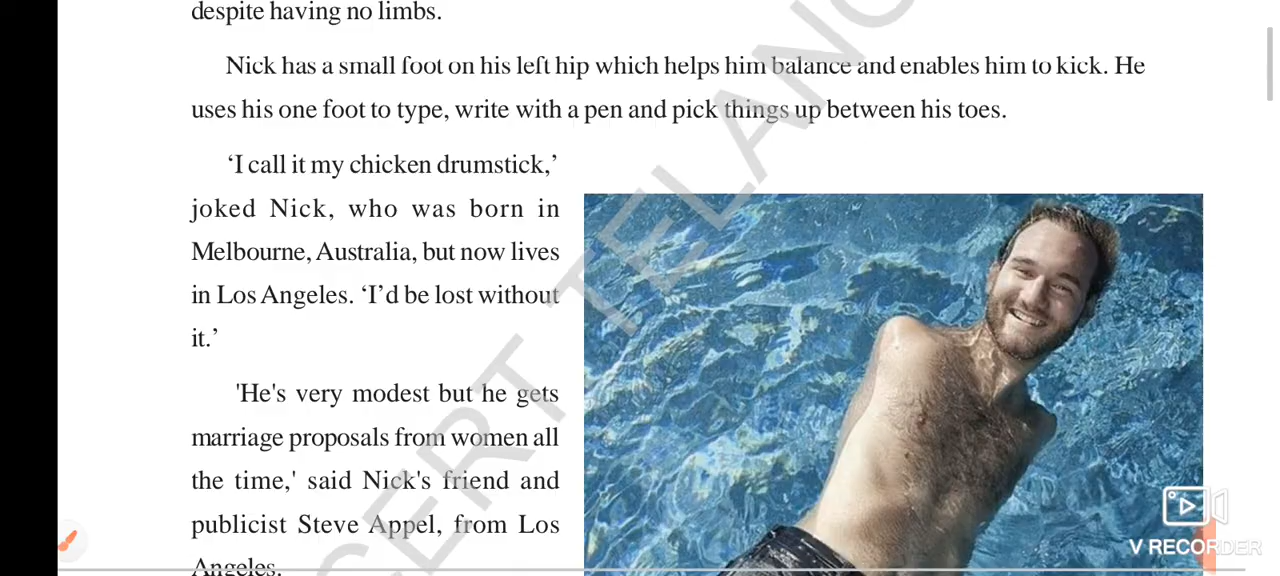 despite having no limbs.
Nick has a small foot on his left hip which helps him balance and enables him to kick. He
uses his one foot to type, write with a pen and pick things up between his toes.
‘I call it my chicken drumstick,’
joked Nick, who was born in
Melbourne, Australia, but now lives
in Los Angeles. ‘I’d be lost without
it.’
'He's very modest but he gets
marriage proposals from women all
the time,' said Nick's friend and
publicist Steve Appel, from Los
Angeles.
CERT TELANG
V RECORDER